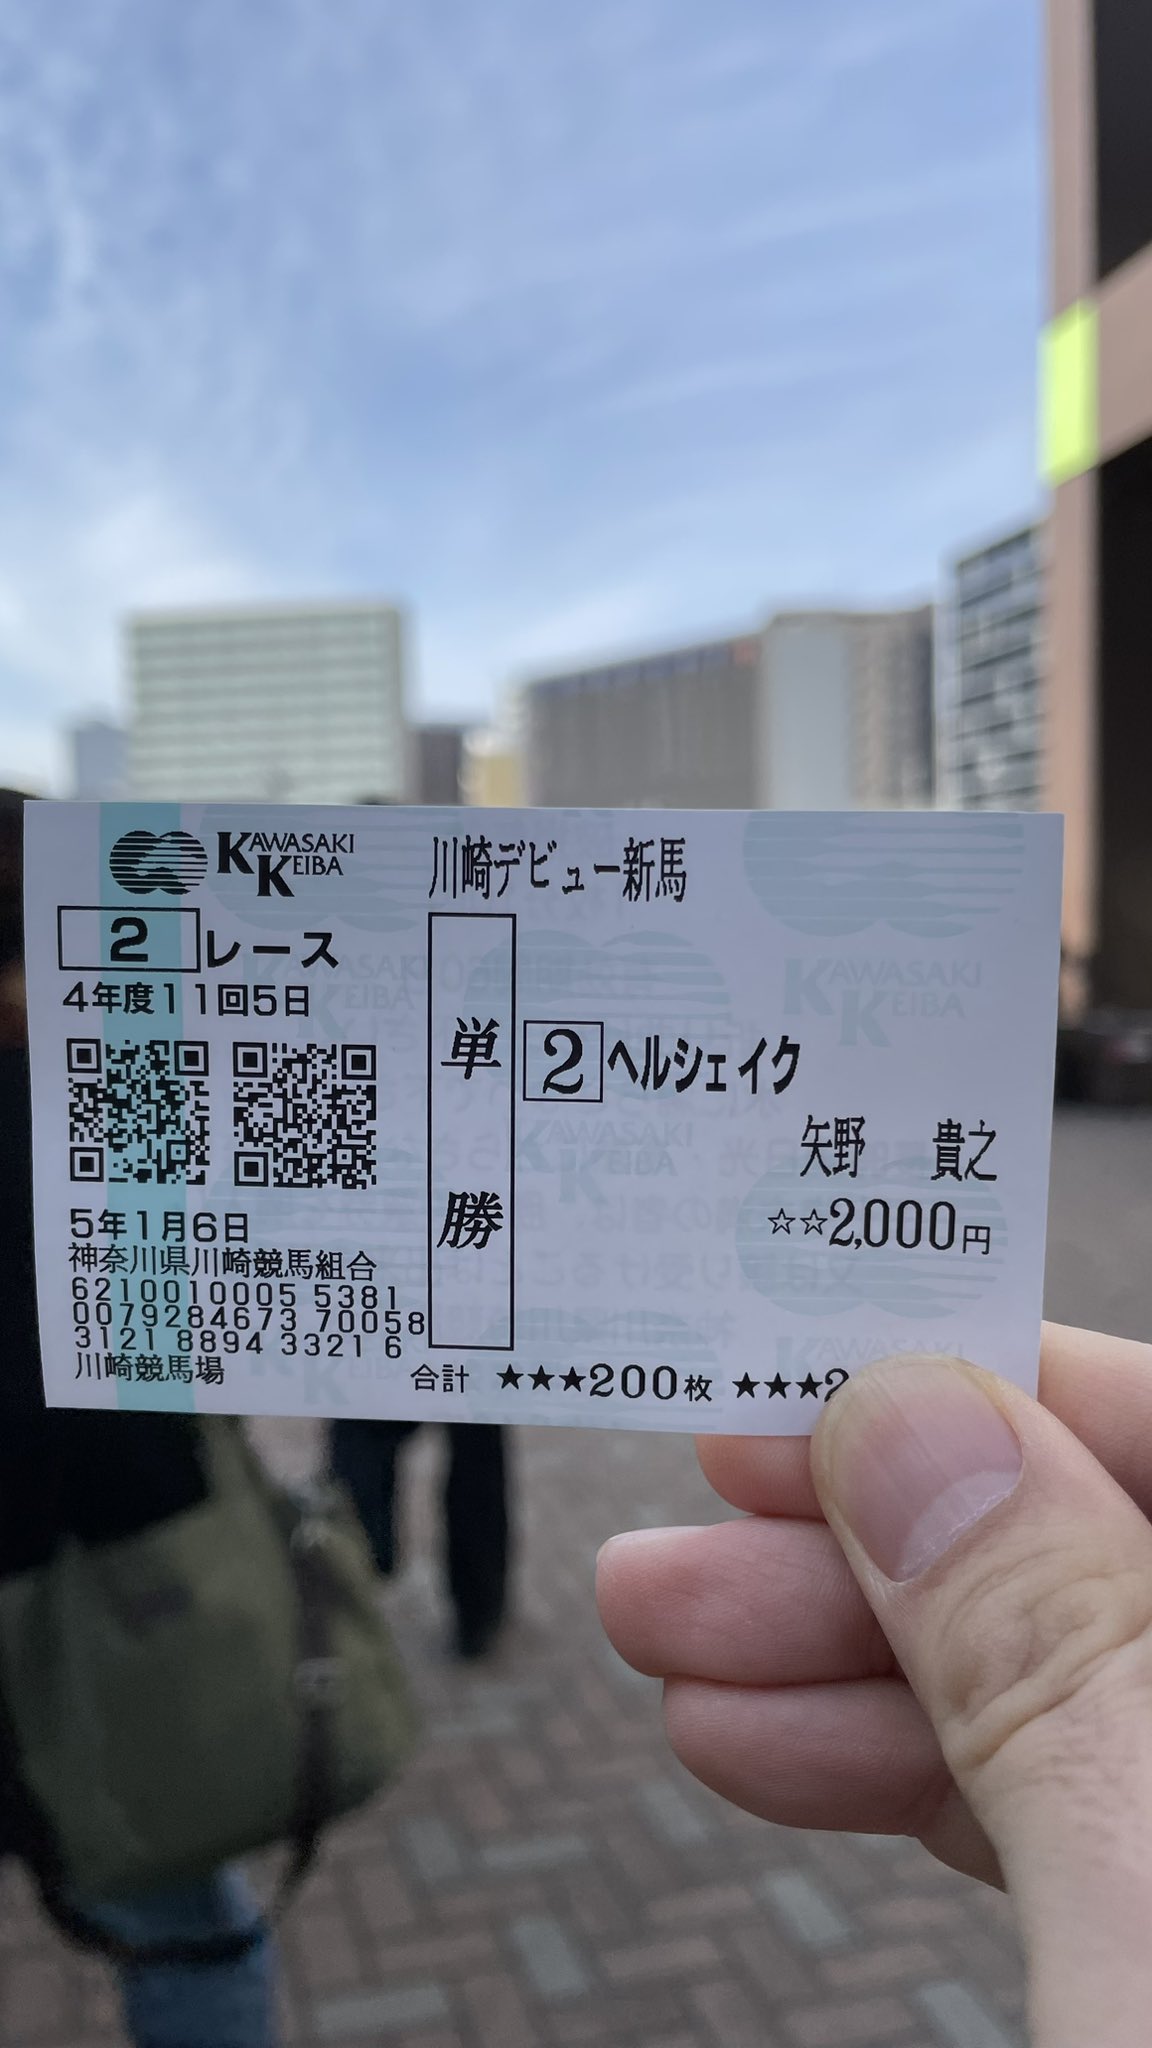 KAWASAKI KEIBA
川崎デビュー新馬
2レース
4年度11回5日
単勝
2 ヘルシェイク
矢野 貴之
☆☆2,000円
5年1月6日
神奈川県川崎競馬組合
6210010005 5381
0079284673 70058
3121 8894 3321 6
川崎競馬場
合計 ★★★200枚 ★★★2